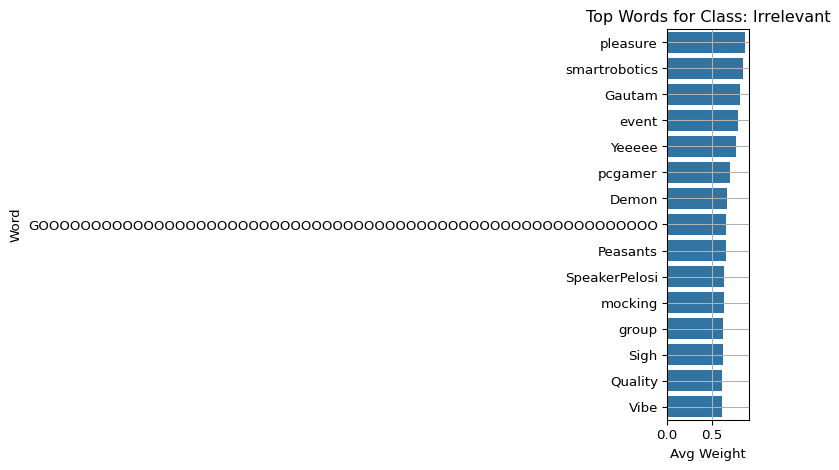 Top Words for Class: Irrelevant
Word
pleasure
smartrobotics
Gautam
event
Yeeeee
pcgamer
Demon
GOOOOOOOOOOOOOOOOOOOOOOOOOOOOOOOOOOOOOOOOOOOOOOOOOOOOOOOOOOO
Peasants
SpeakerPelosi
mocking
group
Sigh
Quality
Vibe
0.0 0.5
Avg Weight